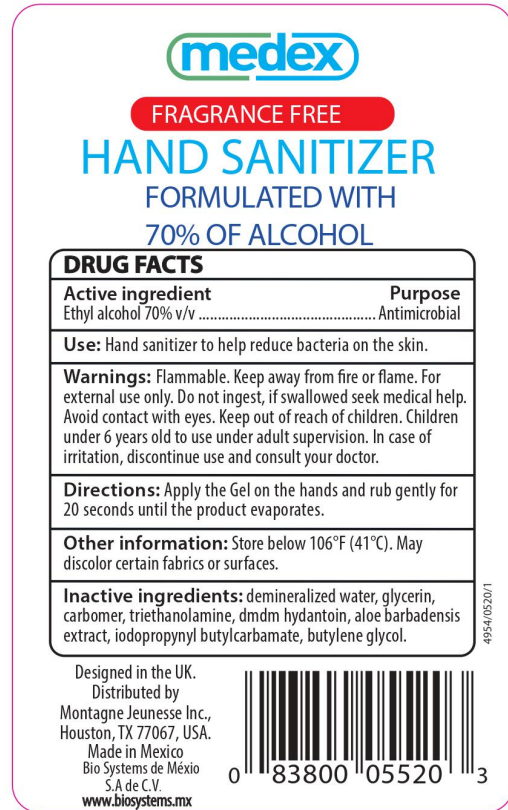 medex
FRAGRANCE FREE
HAND SANITIZER
FORMULATED WITH
70% OF ALCOHOL
DRUG FACTS
Active ingredient Purpose
Ethyl alcohol 70% v/v .............................................. Antimicrobial
Use: Hand sanitizer to help reduce bacteria on the skin.
Warnings: Flammable. Keep away from fire or flame. For
external use only. Do not ingest, if swallowed seek medical help.
Avoid contact with eyes. Keep out of reach of children. Children
under 6 years old to use under adult supervision. In case of
irritation, discontinue use and consult your doctor.
Directions: Apply the Gel on the hands and rub gently for
20 seconds until the product evaporates.
Other information: Store below 106°F (41°C). May
discolor certain fabrics or surfaces.
Inactive ingredients: demineralized water, glycerin,
carbomer, triethanolamine, dmdm hydantoin, aloe barbadensis
extract, iodopropynyl butylcarbamate, butylene glycol.
4954/0520/1
Designed in the UK.
Distributed by
Montagne Jeunesse Inc.,
Houston, TX 77067, USA.
Made in Mexico
Bio Systems de Méxio
S.A de C.V.
www.biosystems.mx
0 83800 05520 3